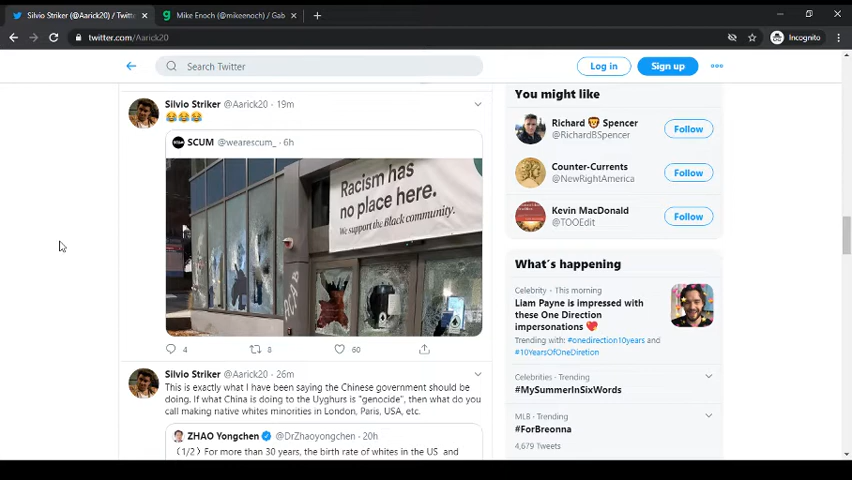 Silvio Striker (@Aarick20) / Twitte
Mike Enoch (@mikeenoch) / Gab
twitter.com/Aarick20
Incognito
Search Twitter
Log in
Sign up
Silvio Striker @Aarick20 · 19m
😂😂😂
SCUM @wearescum_ · 6h
Racism has
no place here.
We support the Black community.
4
8
60
Silvio Striker @Aarick20 · 26m
This is exactly what I have been saying the Chinese government should be
doing. If what China is doing to the Uyghurs is "genocide", then what do you
call making native whites minorities in London, Paris, USA, etc.
ZHAO Yongchen @DrZhaoyongchen · 20h
(1/2) For more than 30 years, the birth rate of whites in the US and
You might like
Richard 🦁 Spencer
@RichardBSpencer
Follow
Counter-Currents
@NewRightAmerica
Follow
Kevin MacDonald
@TOOEdit
Follow
What's happening
Celebrity · This morning
Liam Payne is impressed with
these One Direction
impersonations ❤️
Trending with: #onedirection10years and
#10YearsOfOneDiretion
Celebrities · Trending
#MySummerInSixWords
MLB · Trending
#ForBreonna
4,679 Tweets